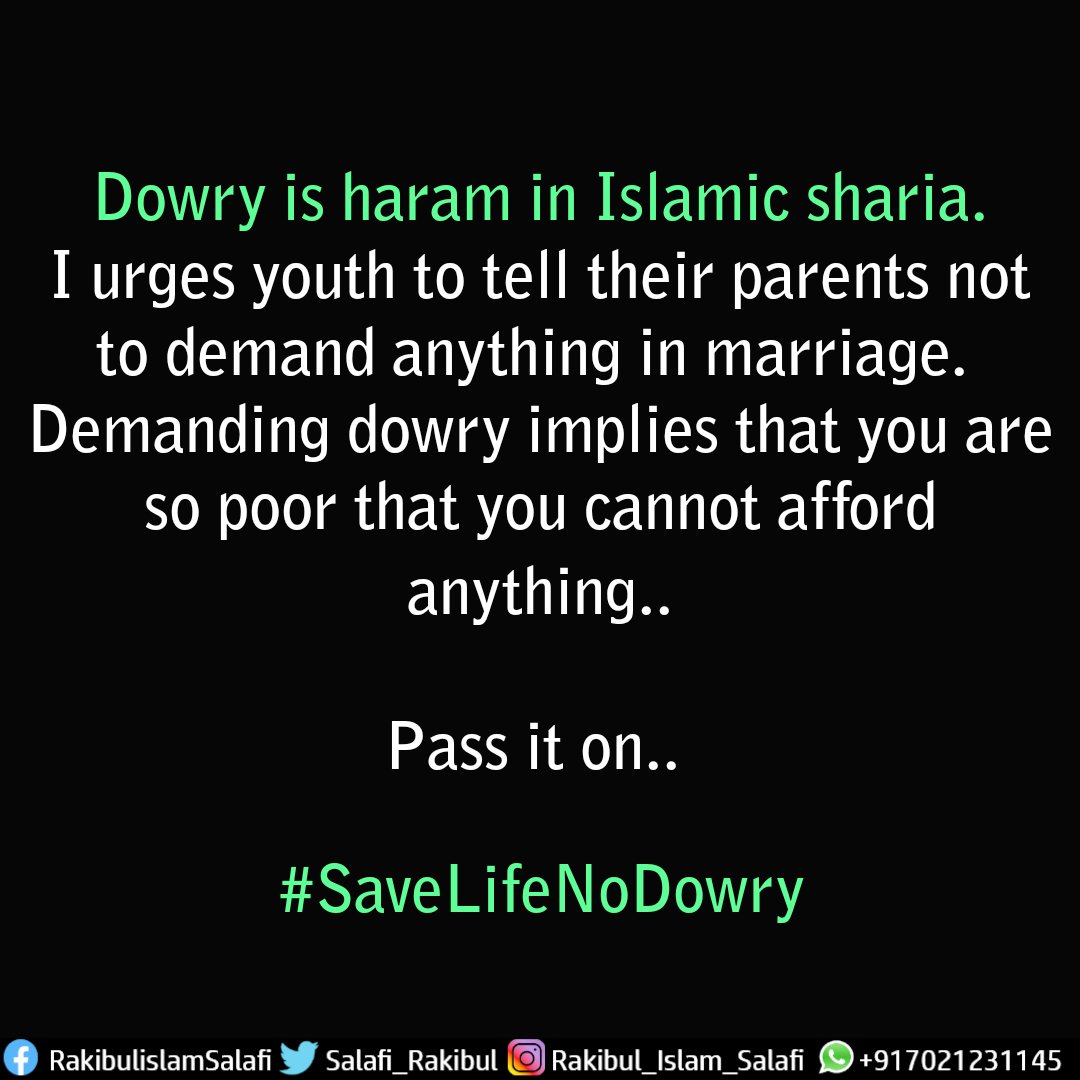 Dowry is haram in Islamic sharia.
I urges youth to tell their parents not
to demand anything in marriage.
Demanding dowry implies that you are
so poor that you cannot afford
anything..
Pass it on..
#SaveLifeNoDowry
RakibulislamSalafi Salafi_Rakibul Rakibul_Islam_Salafi +917021231145